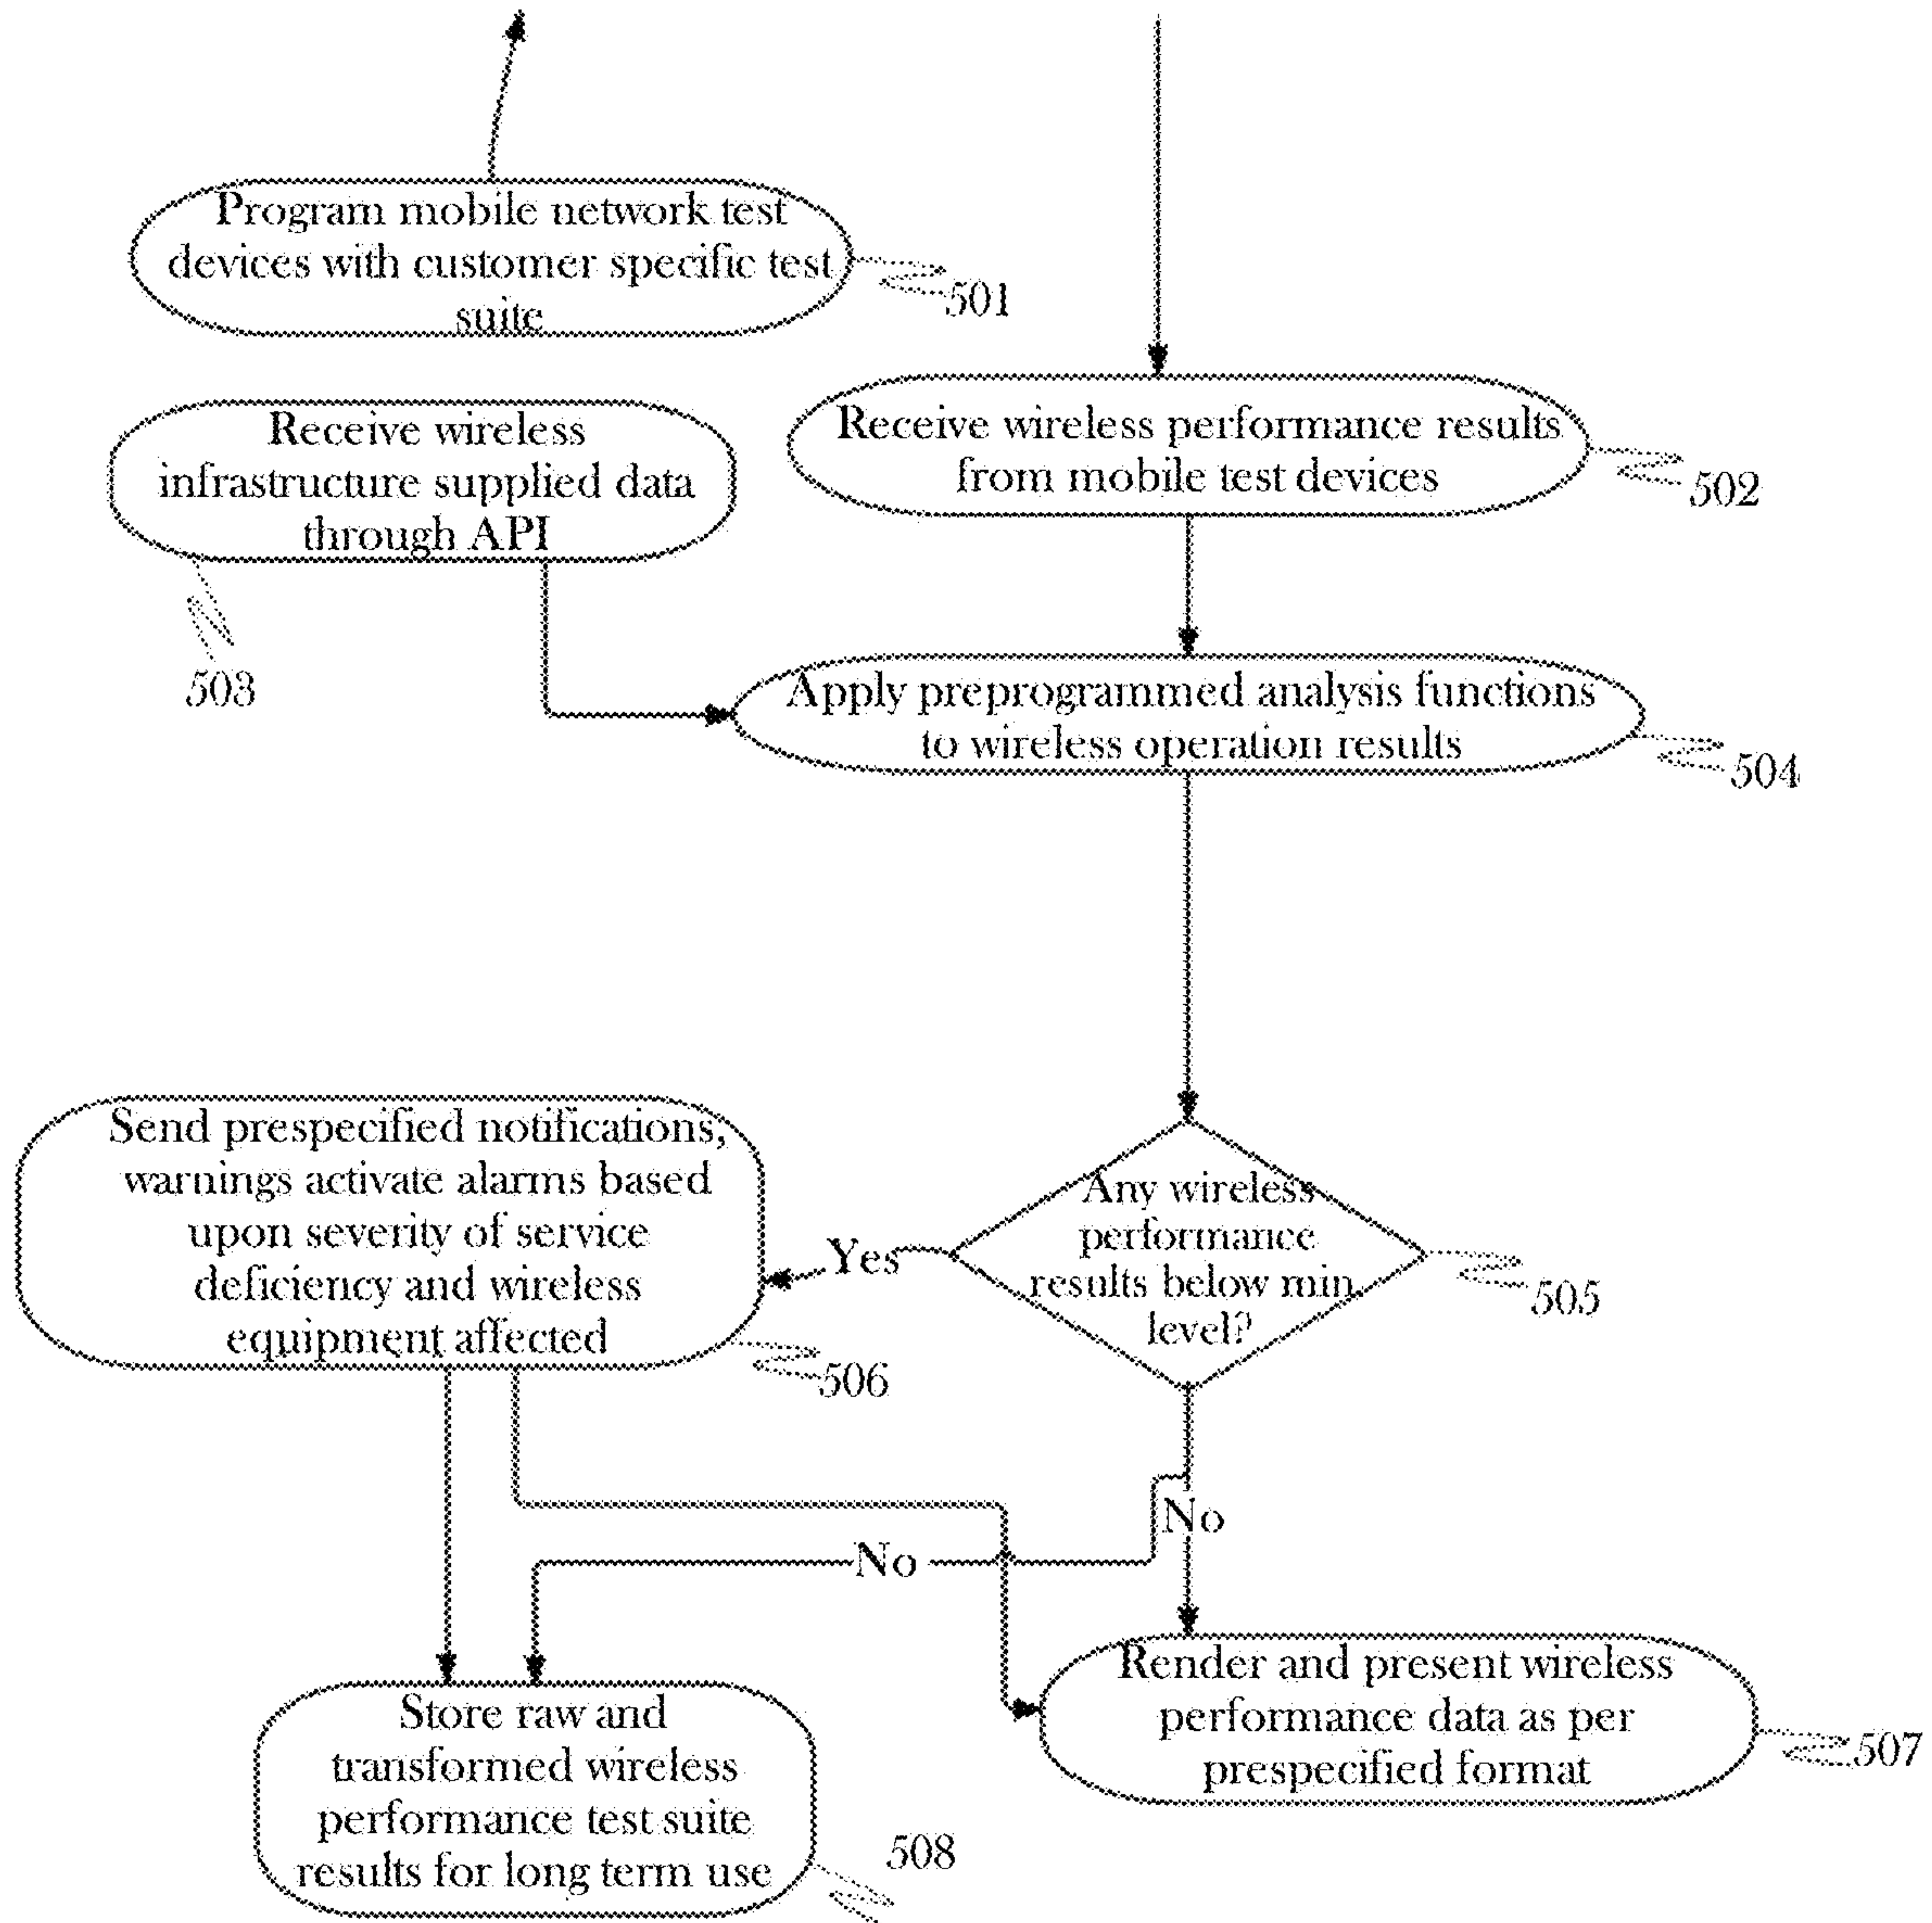 Program mobile network test
devices with customer specific test
suite
501
Receive wireless
infrastructure supplied data
through API
503
Receive wireless performance results
from mobile test devices
502
Apply preprogrammed analysis functions
to wireless operation results
504
Send prespecified notifications,
warnings activate alarms based
upon severity of service
deficiency and wireless
equipment affected
506
Yes
Any wireless
performance
results below min
level?
505
No
No
Store raw and
transformed wireless
performance test suite
results for long term use
508
Render and present wireless
performance data as per
prespecified format
507